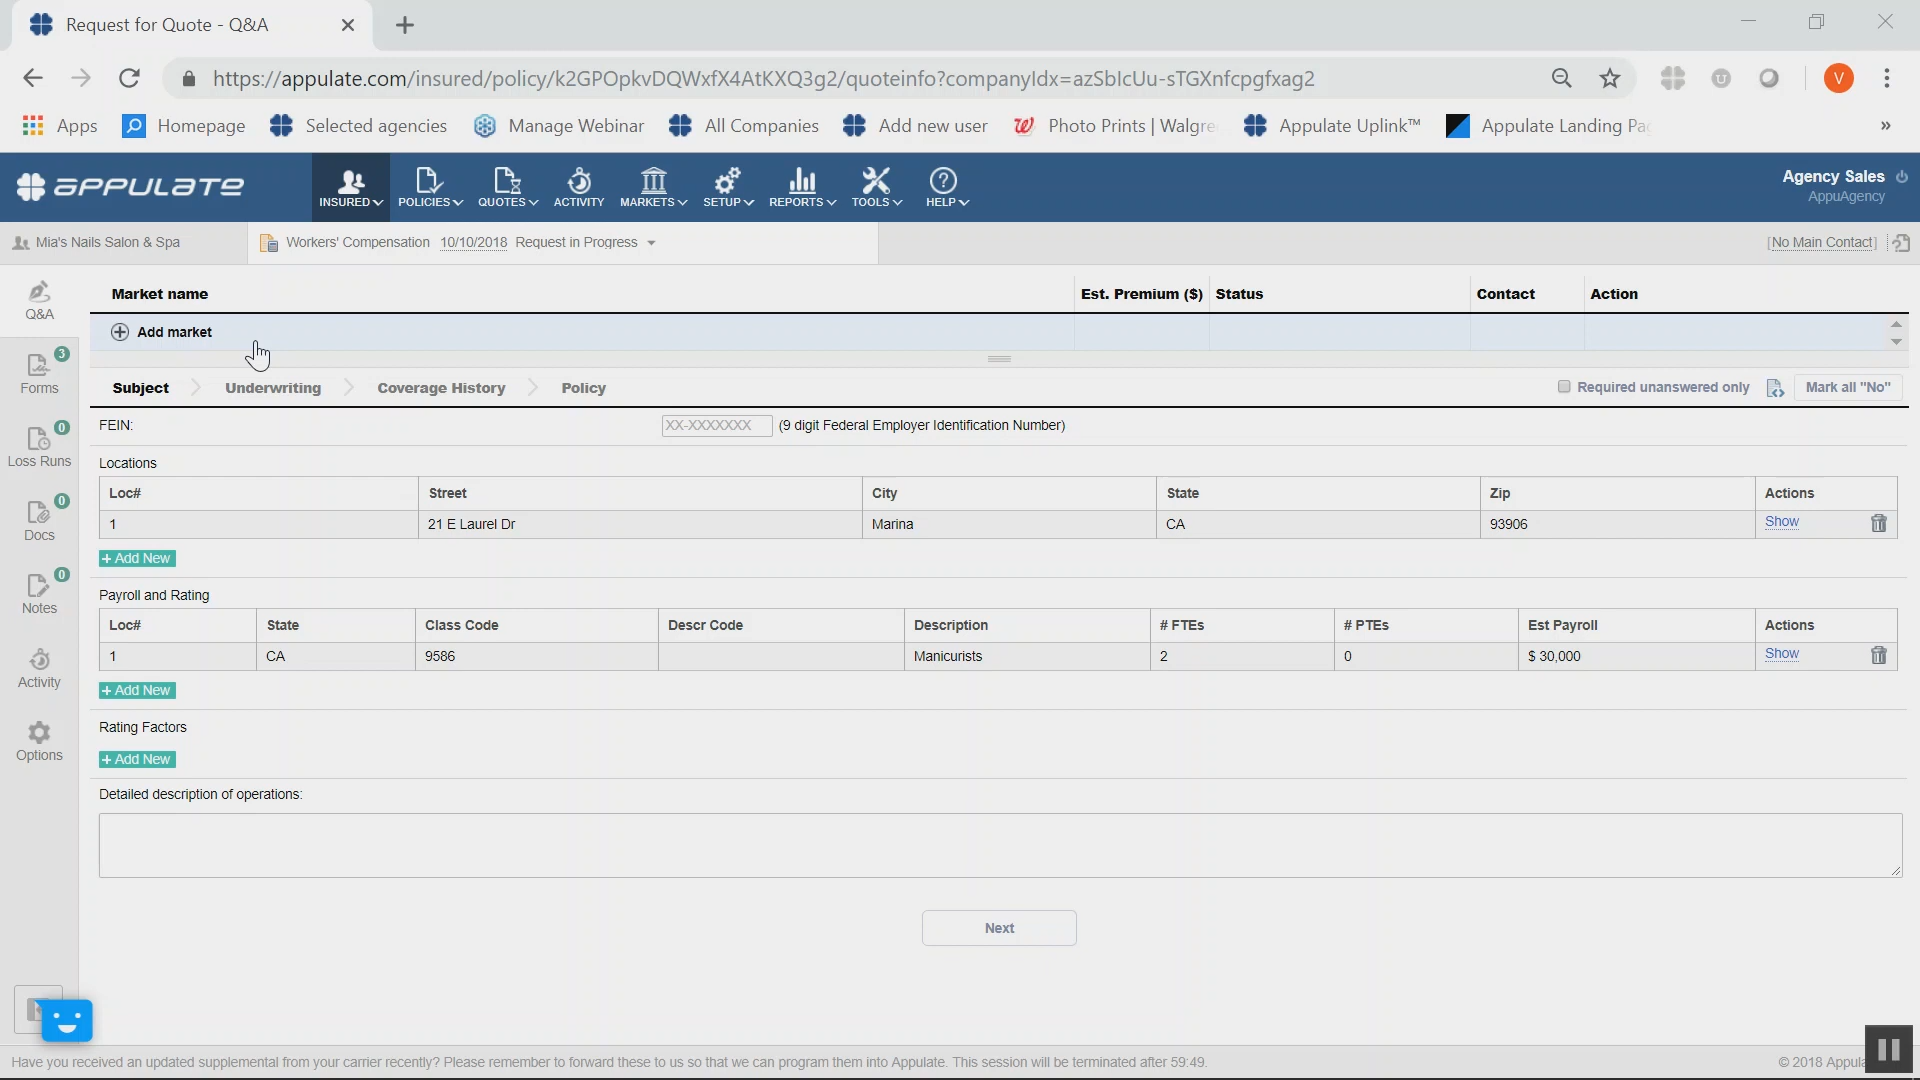 Request for Quote - Q&A
https://appulate.com/insured/policy/k2GPOpkvDQWxfX4AtKXQ3g2/quoteinfo?companyIdx=azSbIcUu-sTGXnfcpgfxag2
V
Apps Homepage Selected agencies Manage Webinar All Companies Add new user Photo Prints | Walgre Appulate Uplink™ Appulate Landing Pag
APPULATE
INSURED POLICIES QUOTES ACTIVITY MARKETS SETUP REPORTS TOOLS HELP
Agency Sales
AppuAgency
Mia's Nails Salon & Spa Workers' Compensation 10/10/2018 Request in Progress [No Main Contact]
Q&A
3
Forms
0
Loss Runs
0
Docs
0
Notes
Activity
Options
Market name Est. Premium ($) Status Contact Action
Add market
Subject Underwriting Coverage History Policy Required unanswered only Mark all "No"
FEIN: XX-XXXXXXX (9 digit Federal Employer Identification Number)
Locations
Loc# Street City State Zip Actions
1 21 E Laurel Dr Marina CA 93906 Show
+ Add New
Payroll and Rating
Loc# State Class Code Descr Code Description # FTEs # PTEs Est Payroll Actions
1 CA 9586 Manicurists 2 0 $ 30,000 Show
+ Add New
Rating Factors
+ Add New
Detailed description of operations:
Next
Have you received an updated supplemental from your carrier recently? Please remember to forward these to us so that we can program them into Appulate. This session will be terminated after 59:49.
© 2018 Appula